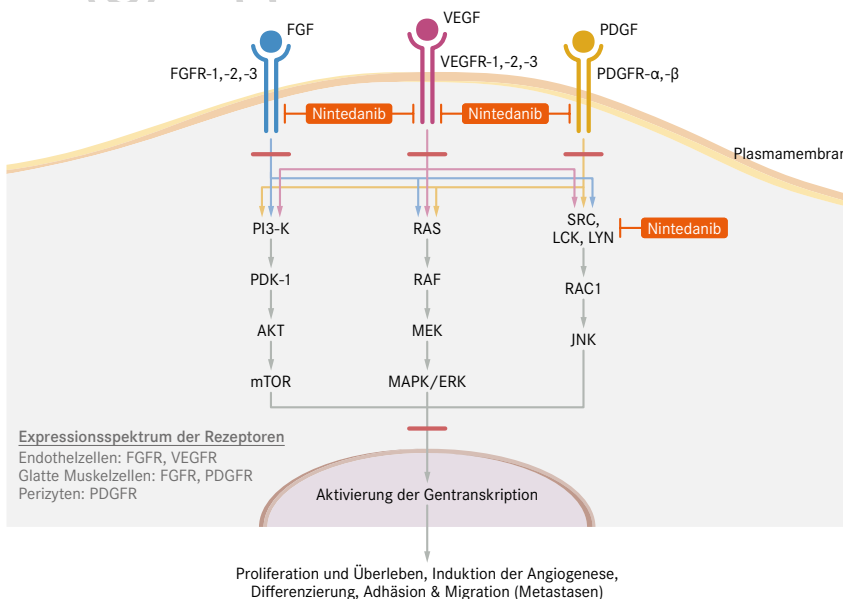 FGF
VEGF
PDGF
FGFR-1,-2,-3
VEGFR-1,-2,-3
PDGFR-α,-β
Nintedanib
Nintedanib
Plasmamembran
PI3-K
RAS
SRC,
LCK, LYN
Nintedanib
PDK-1
RAF
RAC1
AKT
MEK
JNK
mTOR
MAPK/ERK
Expressionsspektrum der Rezeptoren
Endothelzellen: FGFR, VEGFR
Glatte Muskelzellen: FGFR, PDGFR
Perizyten: PDGFR
Aktivierung der Gentranskription
Proliferation und Überleben, Induktion der Angiogenese,
Differenzierung, Adhäsion & Migration (Metastasen)